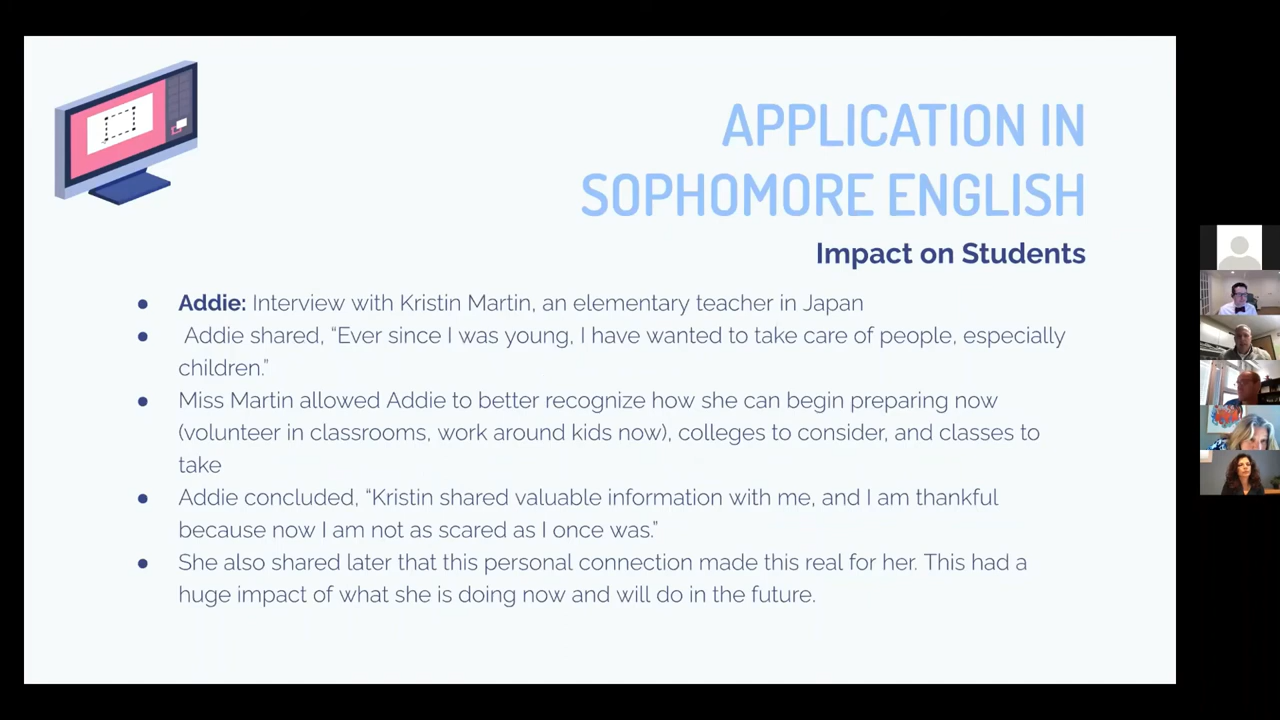 APPLICATION IN
SOPHOMORE ENGLISH
Impact on Students
● Addie: Interview with Kristin Martin, an elementary teacher in Japan
● Addie shared, “Ever since I was young, I have wanted to take care of people, especially
children.”
● Miss Martin allowed Addie to better recognize how she can begin preparing now
(volunteer in classrooms, work around kids now), colleges to consider, and classes to
take
● Addie concluded, “Kristin shared valuable information with me, and I am thankful
because now I am not as scared as I once was.”
● She also shared later that this personal connection made this real for her. This had a
huge impact of what she is doing now and will do in the future.